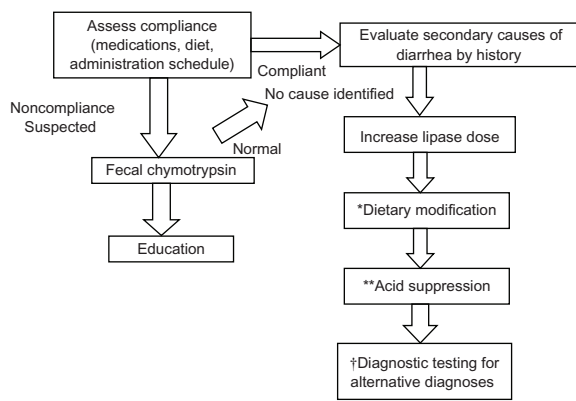 Assess compliance
(medications, diet,
administration schedule)
Evaluate secondary causes of
diarrhea by history
Compliant
No cause identified
Noncompliance
Suspected
Normal
Increase lipase dose
Fecal chymotrypsin
*Dietary modification
Education
**Acid suppression
†Diagnostic testing for
alternative diagnoses